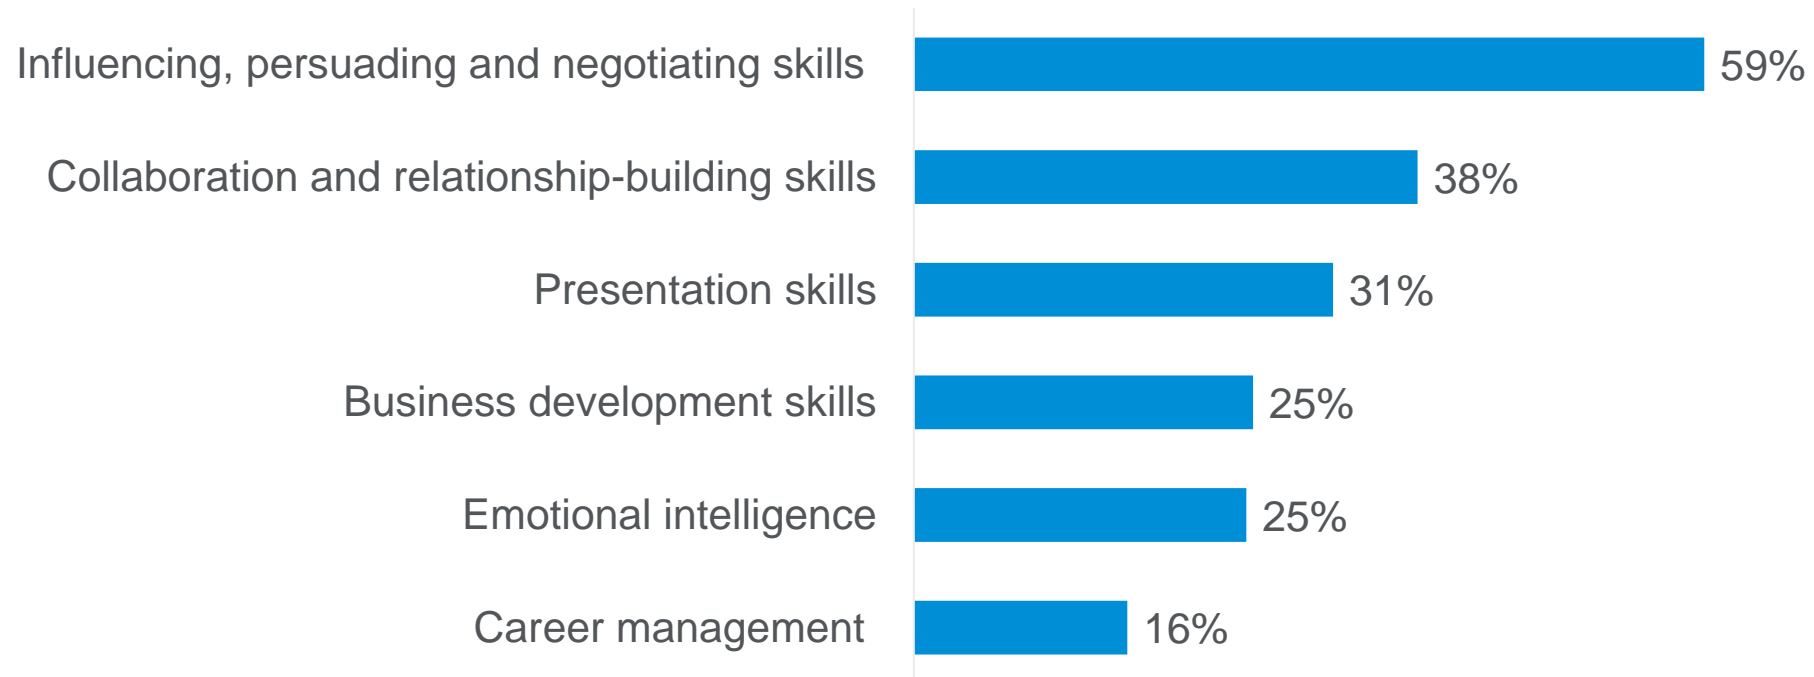 Influencing, persuading and negotiating skills 59%
Collaboration and relationship-building skills 38%
Presentation skills 31%
Business development skills 25%
Emotional intelligence 25%
Career management 16%